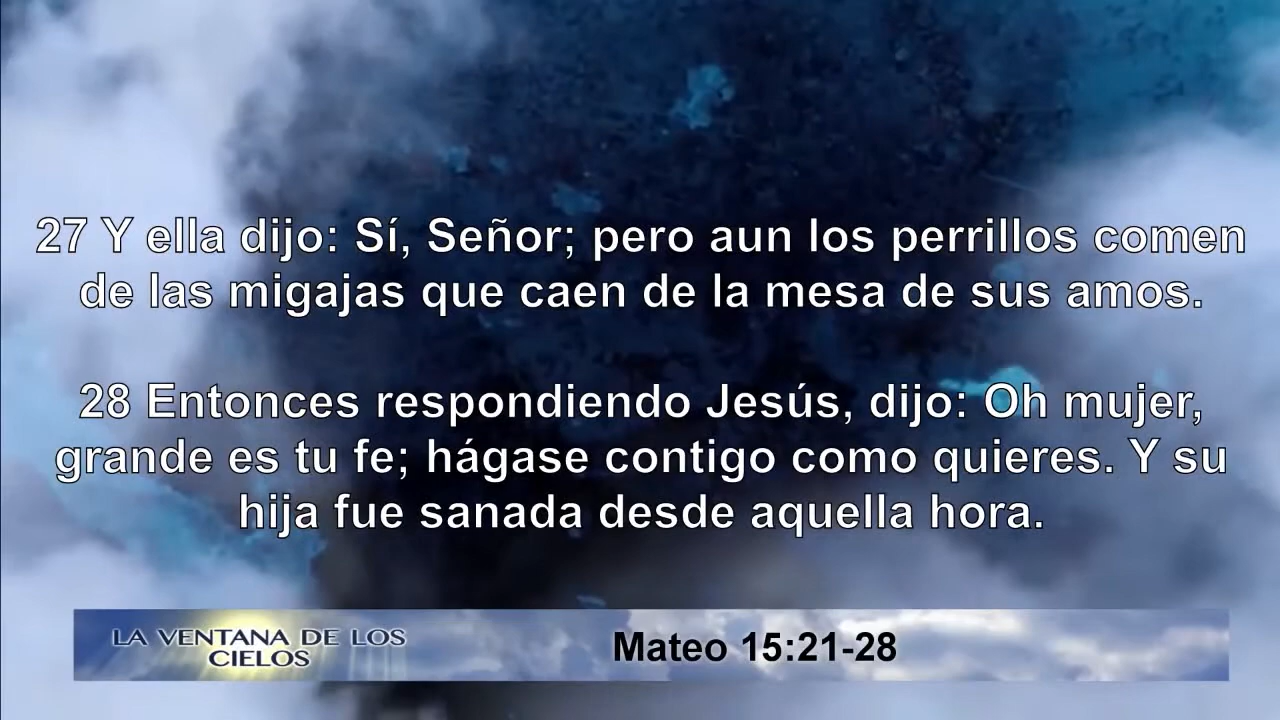 27 Y ella dijo: Sí, Señor; pero aun los perrillos comen
de las migajas que caen de la mesa de sus amos.
28 Entonces respondiendo Jesús, dijo: Oh mujer,
grande es tu fe; hágase contigo como quieres. Y su
hija fue sanada desde aquella hora.
LA VENTANA DE LOS
CIELOS
Mateo 15:21-28